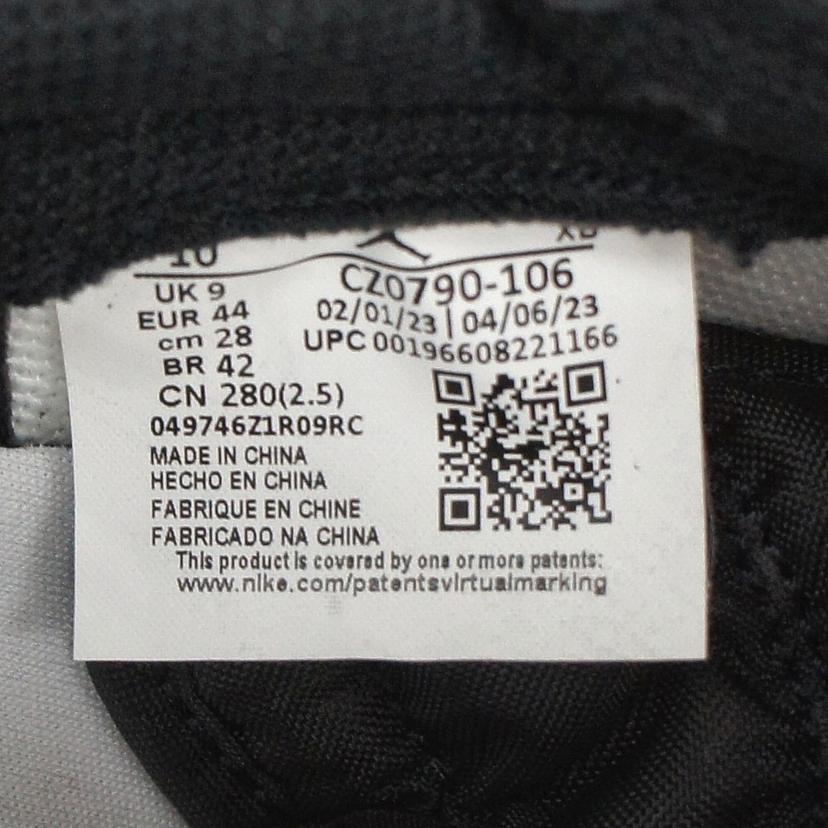 10
UK 9
EUR 44
cm 28
BR 42
CN 280(2.5)
CZ0790-106
02/01/23 | 04/06/23
UPC 00196608221166
049746Z1R09RC
MADE IN CHINA
HECHO EN CHINA
FABRIQUE EN CHINE
FABRICADO NA CHINA
This product is covered by one or more patents:
www.nike.com/patentsvirtualmarking